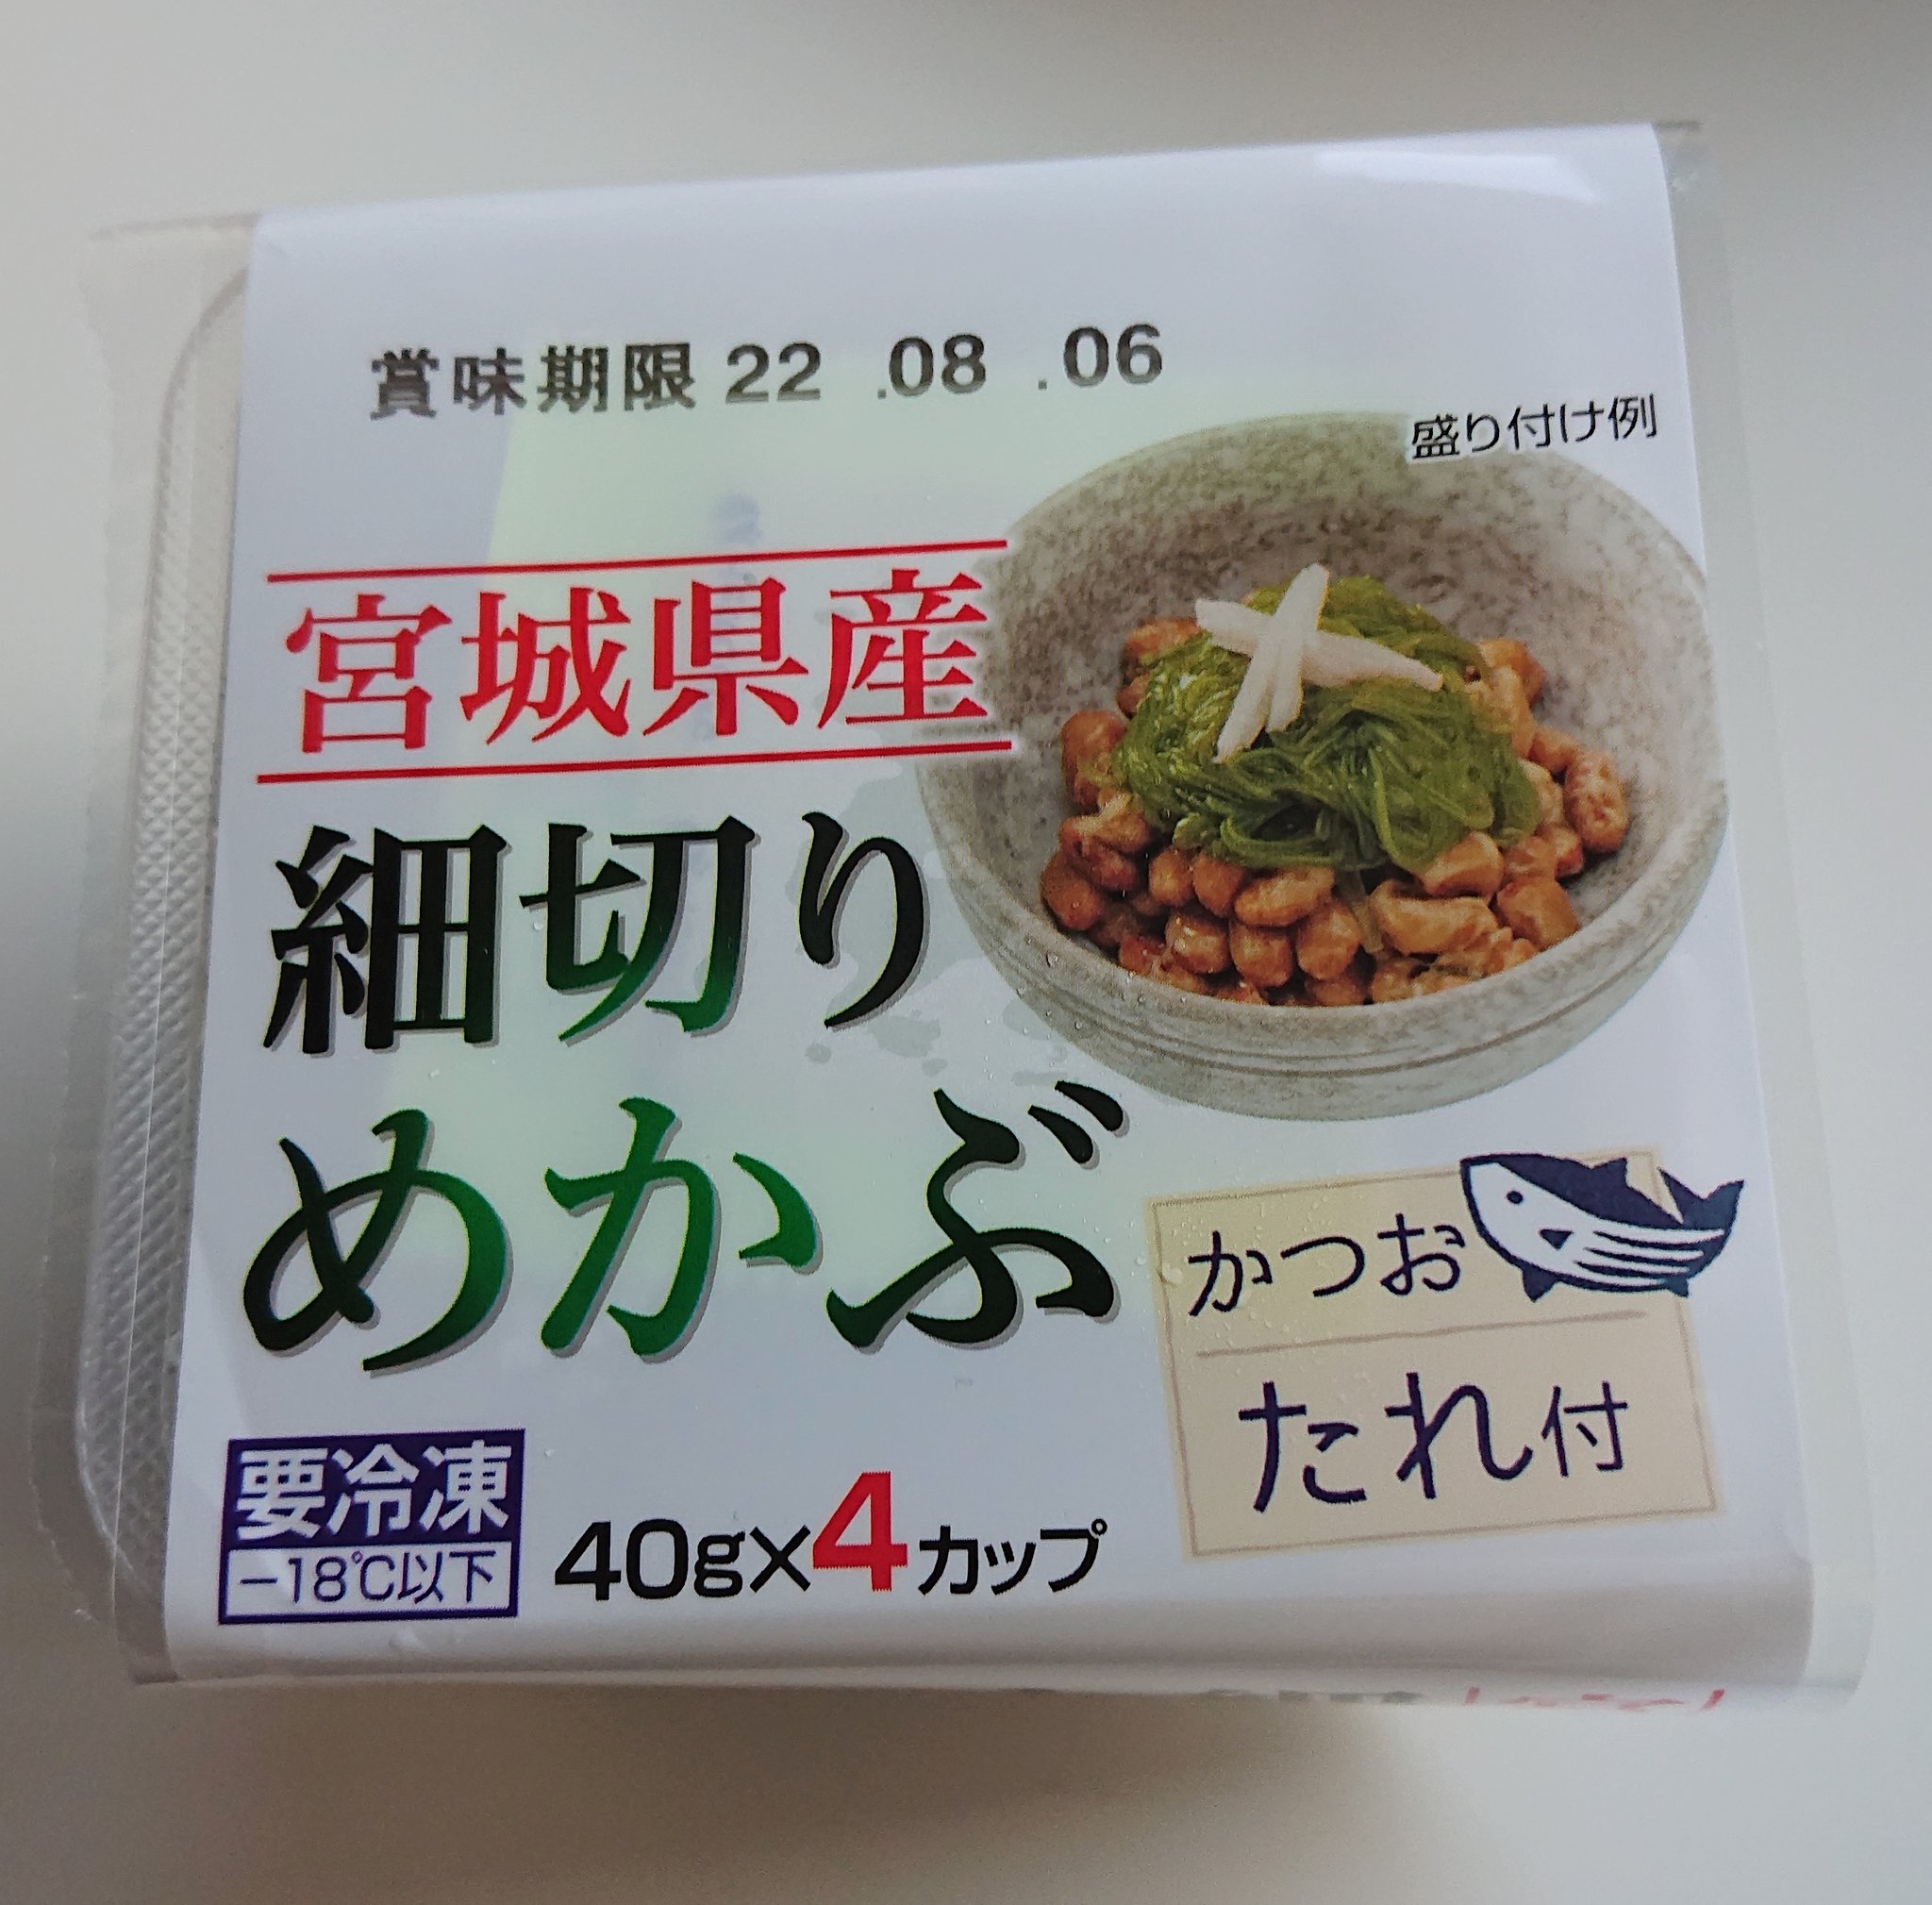 賞味期限 22 .08 .06
盛り付け例
宮城県産
細切り
めかぶ
かつお
たれ付
要冷凍
-18℃以下
40g×4カップ